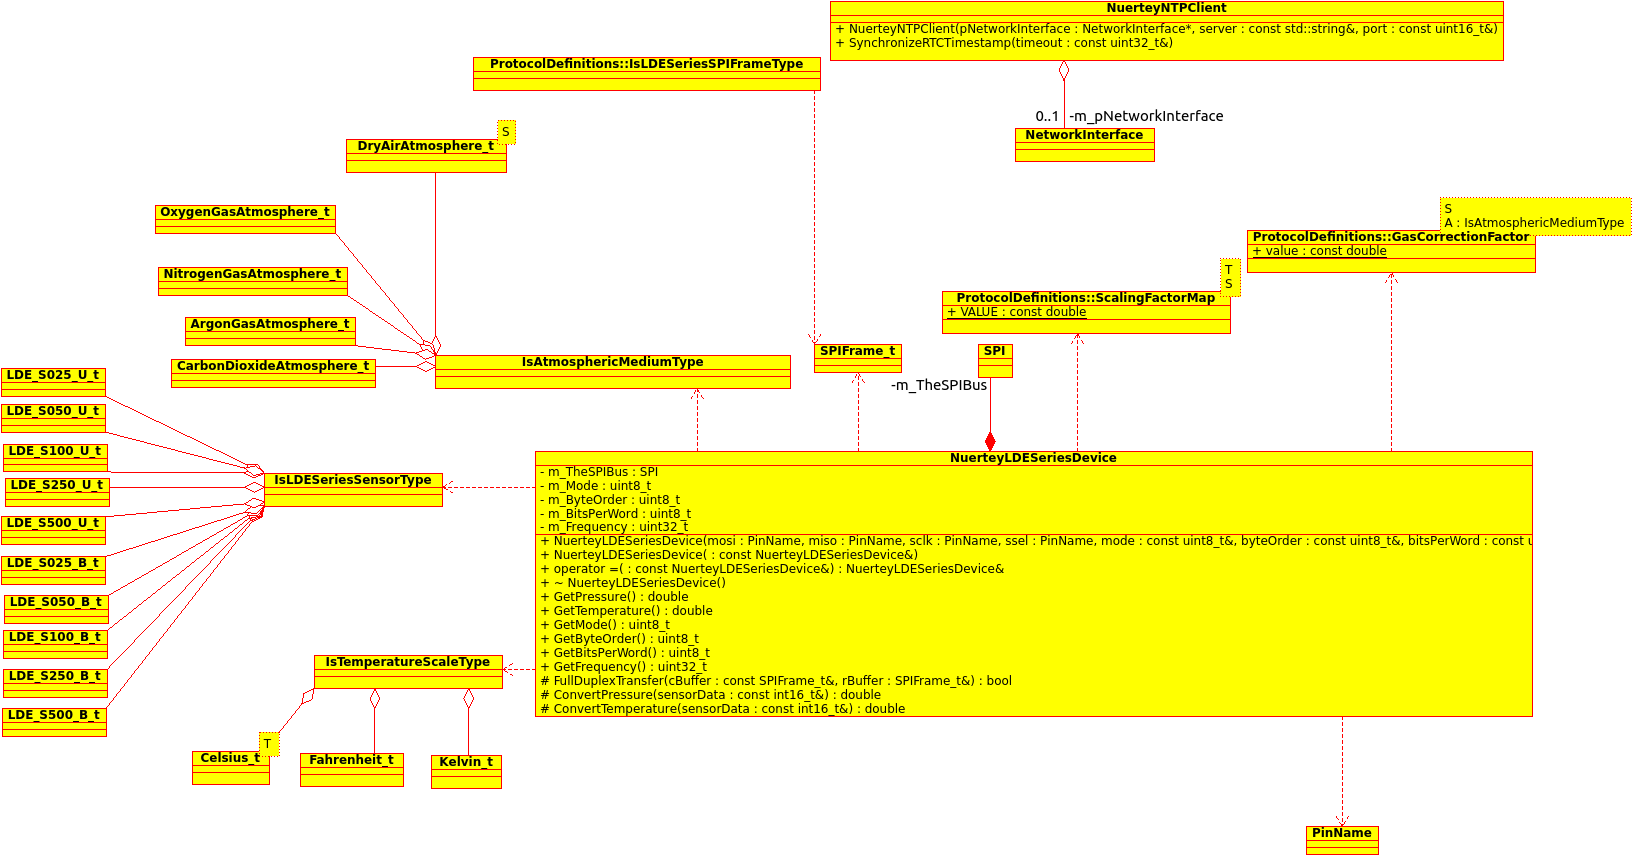 NuerteyNTPClient
+ NuerteyNTPClient(pNetworkInterface : NetworkInterface*, server : const std::string&, port : const uint16_t&)
+ SynchronizeRTCTimestamp(timeout : const uint32_t&)
ProtocolDefinitions::IsLDESeriesSPIFrameType
0..1 -m_pNetworkInterface
NetworkInterface
S
DryAirAtmosphere_t
OxygenGasAtmosphere_t
NitrogenGasAtmosphere_t
ArgonGasAtmosphere_t
CarbonDioxideAtmosphere_t
IsAtmosphericMediumType
S
A : IsAtmosphericMediumType
ProtocolDefinitions::GasCorrectionFactor
+ value : const double
T
S
ProtocolDefinitions::ScalingFactorMap
+ VALUE : const double
SPIFrame_t
SPI
-m_TheSPIBus
LDE_S025_U_t
LDE_S050_U_t
LDE_S100_U_t
LDE_S250_U_t
LDE_S500_U_t
LDE_S025_B_t
LDE_S050_B_t
LDE_S100_B_t
LDE_S250_B_t
LDE_S500_B_t
IsLDESeriesSensorType
NuerteyLDESeriesDevice
- m_TheSPIBus : SPI
- m_Mode : uint8_t
- m_ByteOrder : uint8_t
- m_BitsPerWord : uint8_t
- m_Frequency : uint32_t
+ NuerteyLDESeriesDevice(mosi : PinName, miso : PinName, sclk : PinName, ssel : PinName, mode : const uint8_t&, byteOrder : const uint8_t&, bitsPerWord : const u
+ NuerteyLDESeriesDevice( : const NuerteyLDESeriesDevice&)
+ operator =( : const NuerteyLDESeriesDevice&) : NuerteyLDESeriesDevice&
+ ~ NuerteyLDESeriesDevice()
+ GetPressure() : double
+ GetTemperature() : double
+ GetMode() : uint8_t
+ GetByteOrder() : uint8_t
+ GetBitsPerWord() : uint8_t
+ GetFrequency() : uint32_t
# FullDuplexTransfer(cBuffer : const SPIFrame_t&, rBuffer : SPIFrame_t&) : bool
# ConvertPressure(sensorData : const int16_t&) : double
# ConvertTemperature(sensorData : const int16_t&) : double
IsTemperatureScaleType
T
Celsius_t
Fahrenheit_t
Kelvin_t
PinName